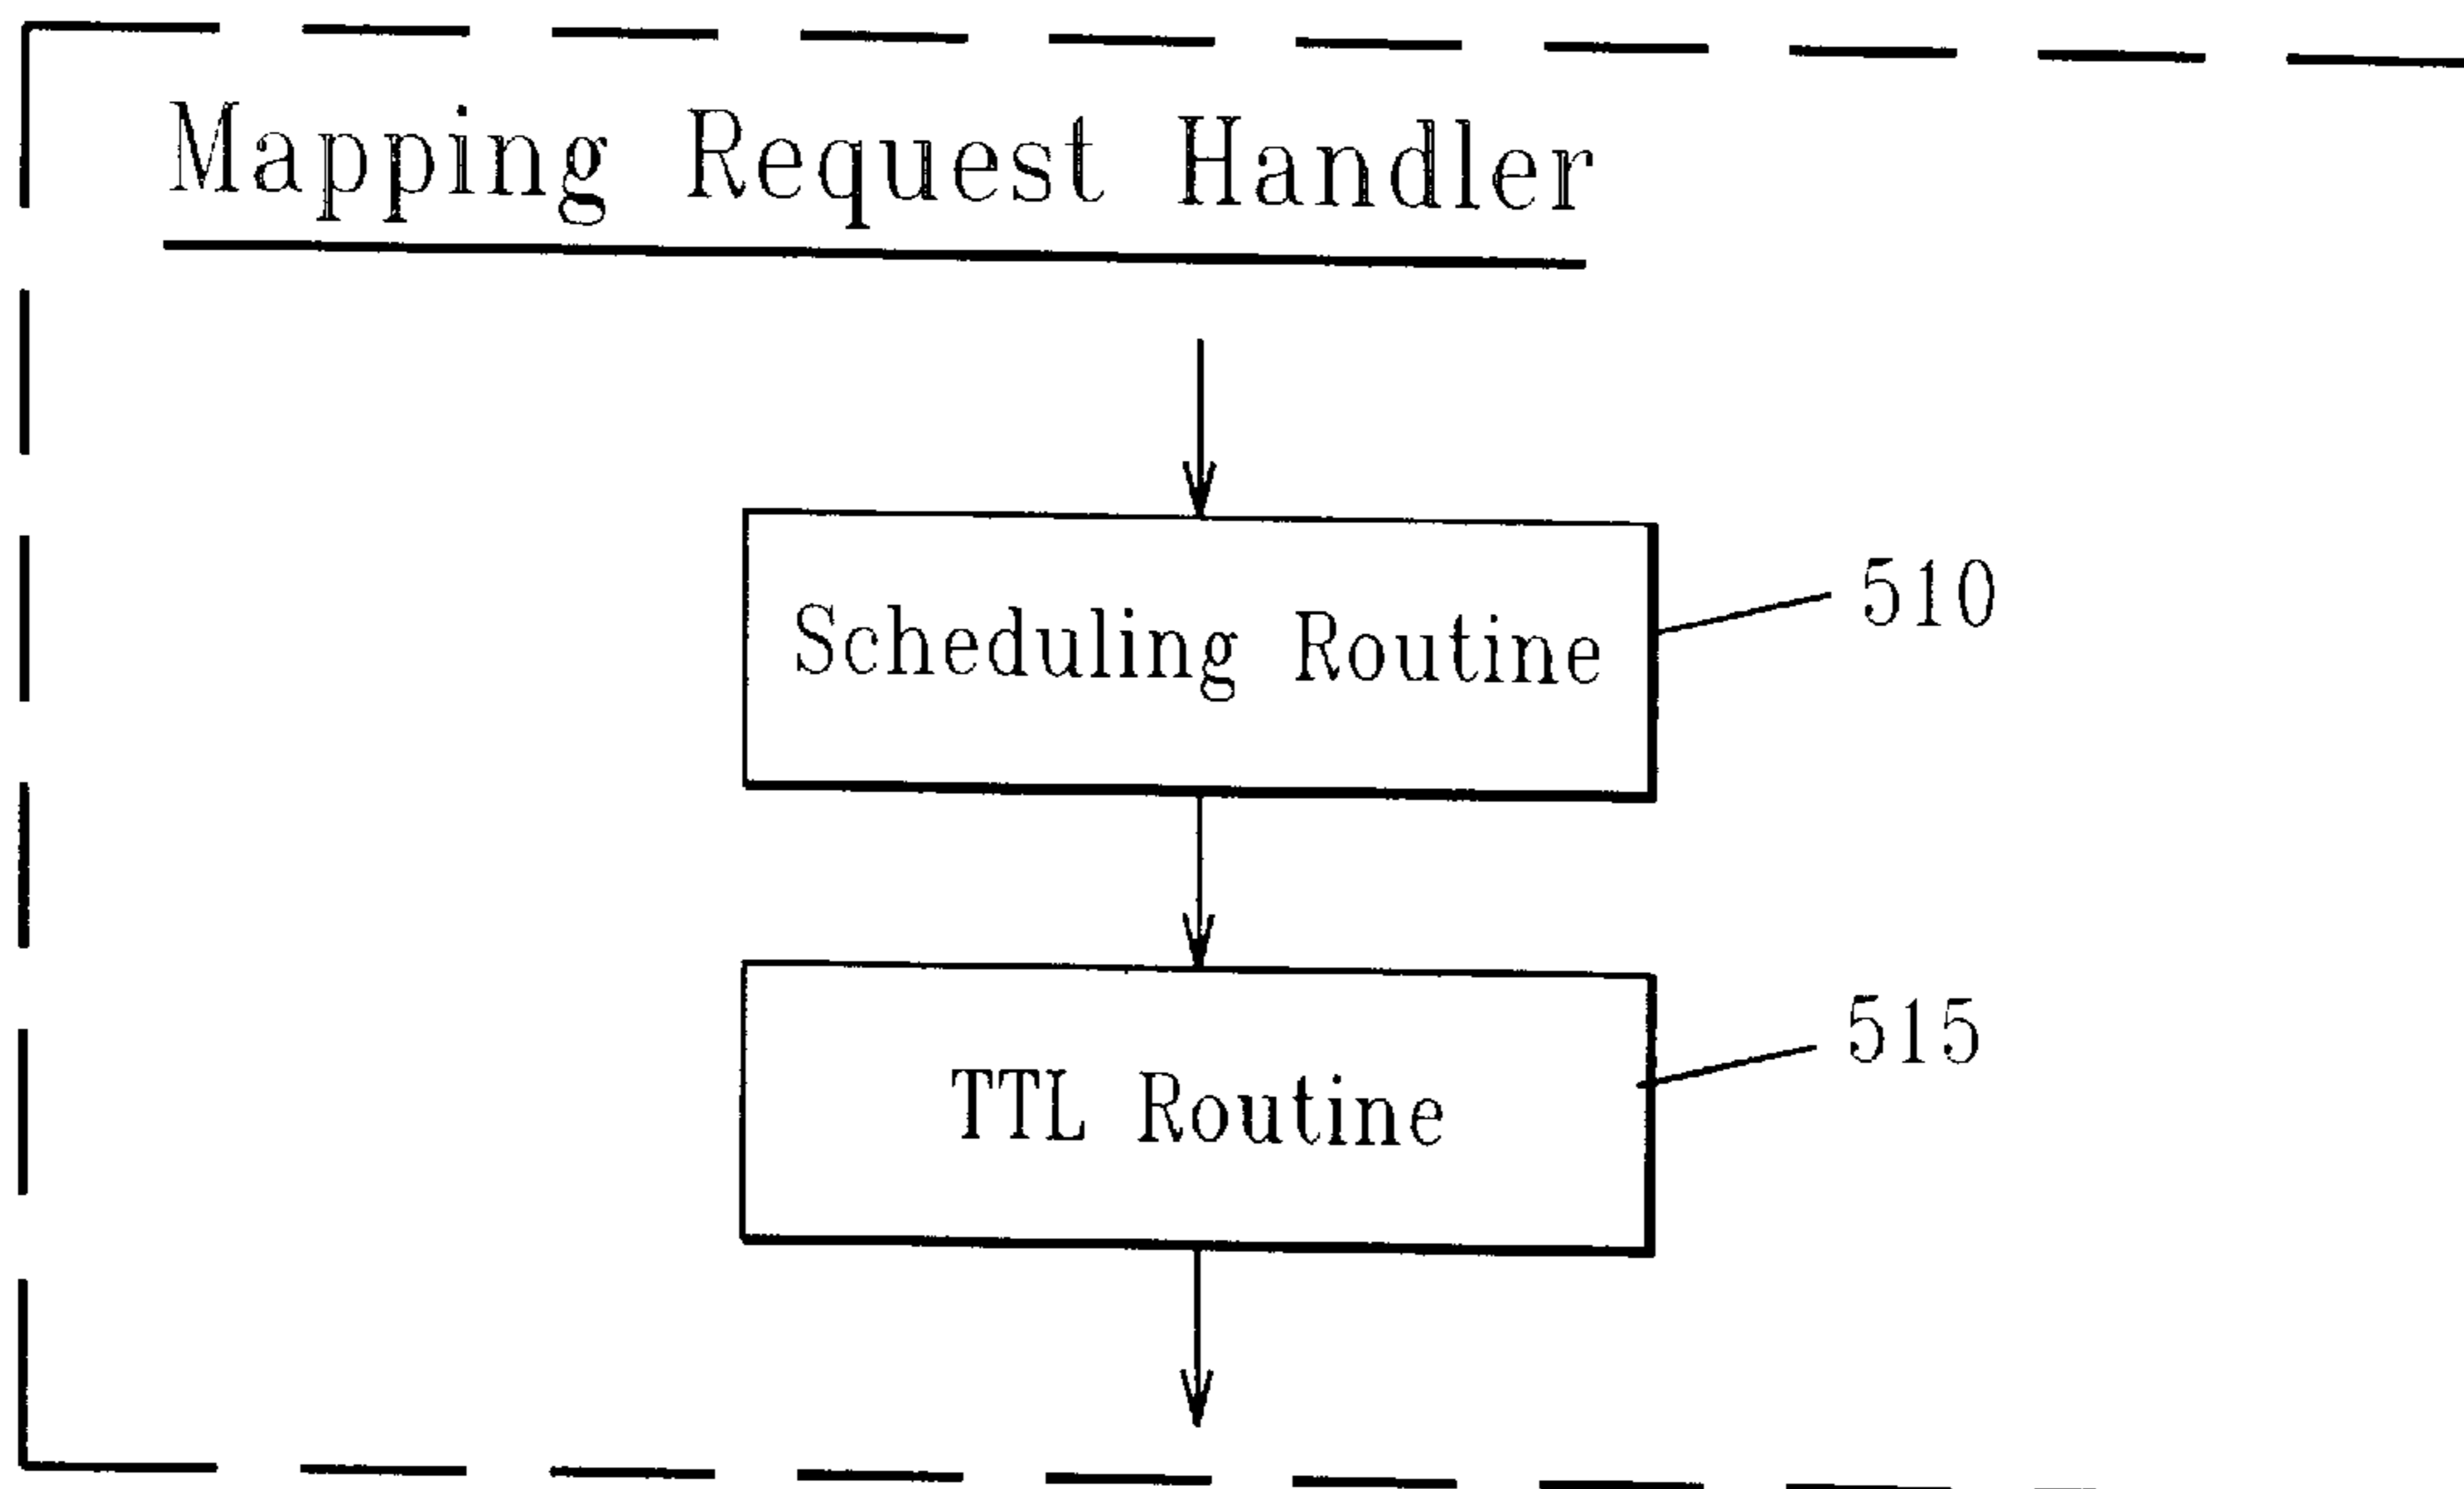 Mapping Request Handler
Scheduling Routine
510
TTL Routine
515